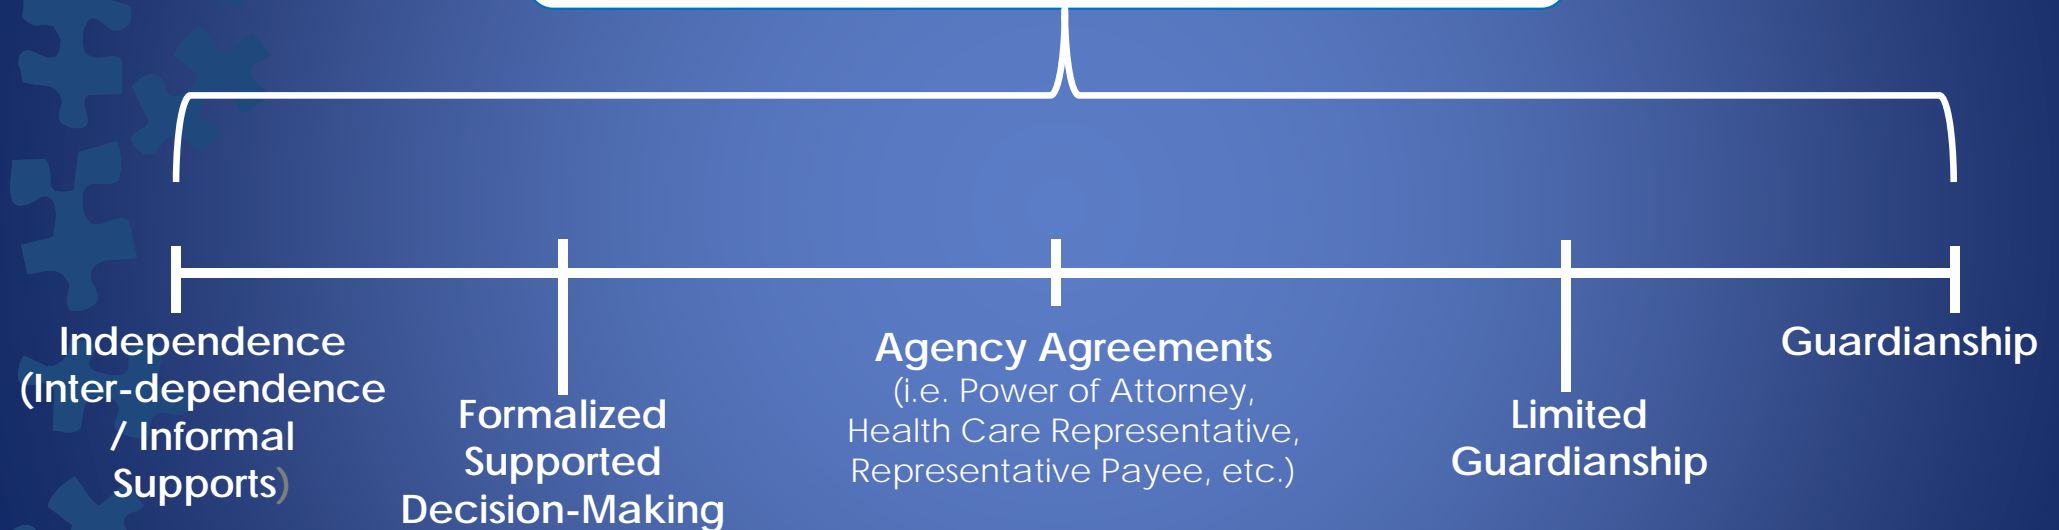 Independence
(Inter-dependence
/ Informal
Supports)
Formalized
Supported
Decision-Making
Agency Agreements
(i.e. Power of Attorney,
Health Care Representative,
Representative Payee, etc.)
Limited
Guardianship
Guardianship